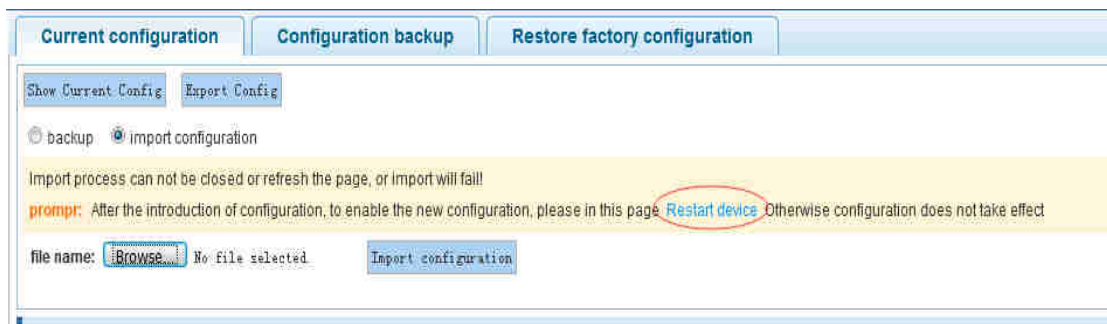 Current configuration Configuration backup Restore factory configuration
Show Current Config Export Config
backup import configuration
Import process can not be closed or refresh the page, or import will fail!
prompr: After the introduction of configuration, to enable the new configuration, please in this page Restart device Otherwise configuration does not take effect
file name: Browse... No file selected. Import configuration